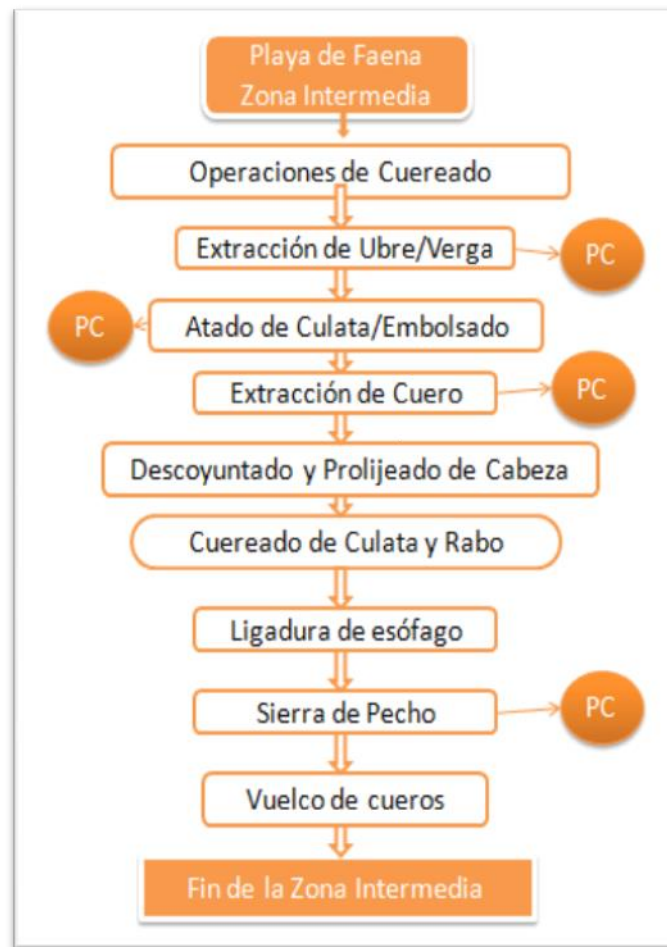 Playa de Faena
Zona Intermedia
Operaciones de Cuereado
Extracción de Ubre/Verga
PC
PC
Atado de Culata/Embolsado
Extracción de Cuero
PC
Descoyuntado y Prolijeado de Cabeza
Cuereado de Culata y Rabo
Ligadura de esófago
Sierra de Pecho
PC
Vuelco de cueros
Fin de la Zona Intermedia